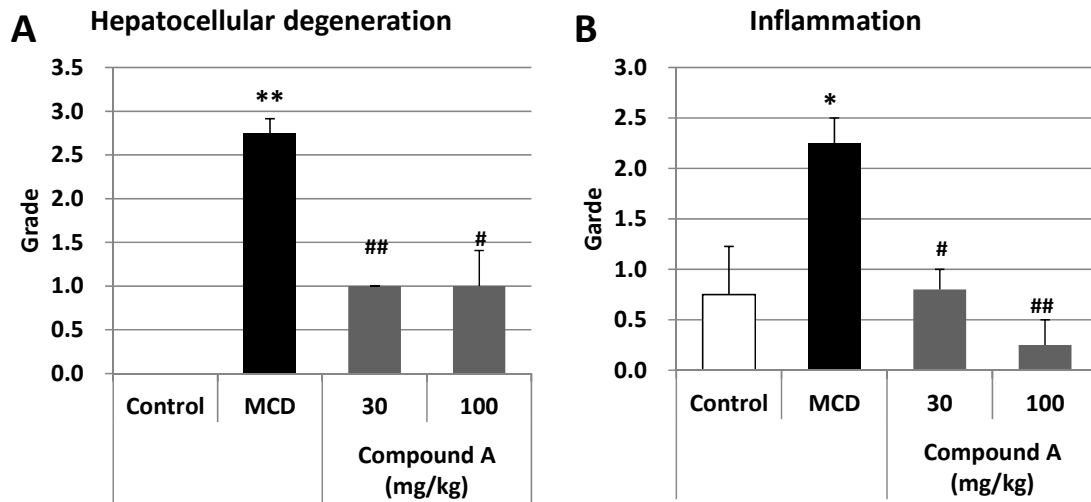 A
Hepatocellular degeneration
Grade
3.5
3.0
2.5
2.0
1.5
1.0
0.5
0.0
**
##
#
Control MCD 30 100
Compound A
(mg/kg)
B
Inflammation
Garde
3.0
2.5
2.0
1.5
1.0
0.5
0.0
*
#
##
Control MCD 30 100
Compound A
(mg/kg)